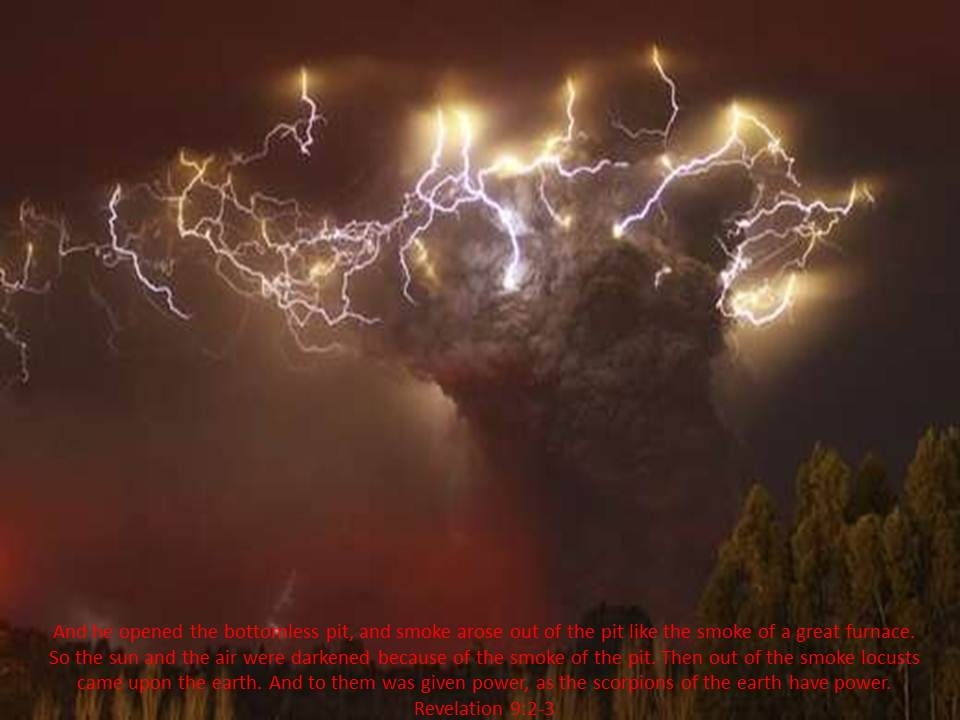 And he opened the bottomless pit, and smoke arose out of the pit like the smoke of a great furnace.
So the sun and the air were darkened because of the smoke of the pit. Then out of the smoke locusts
came upon the earth. And to them was given power, as the scorpions of the earth have power.
Revelation 9:2-3